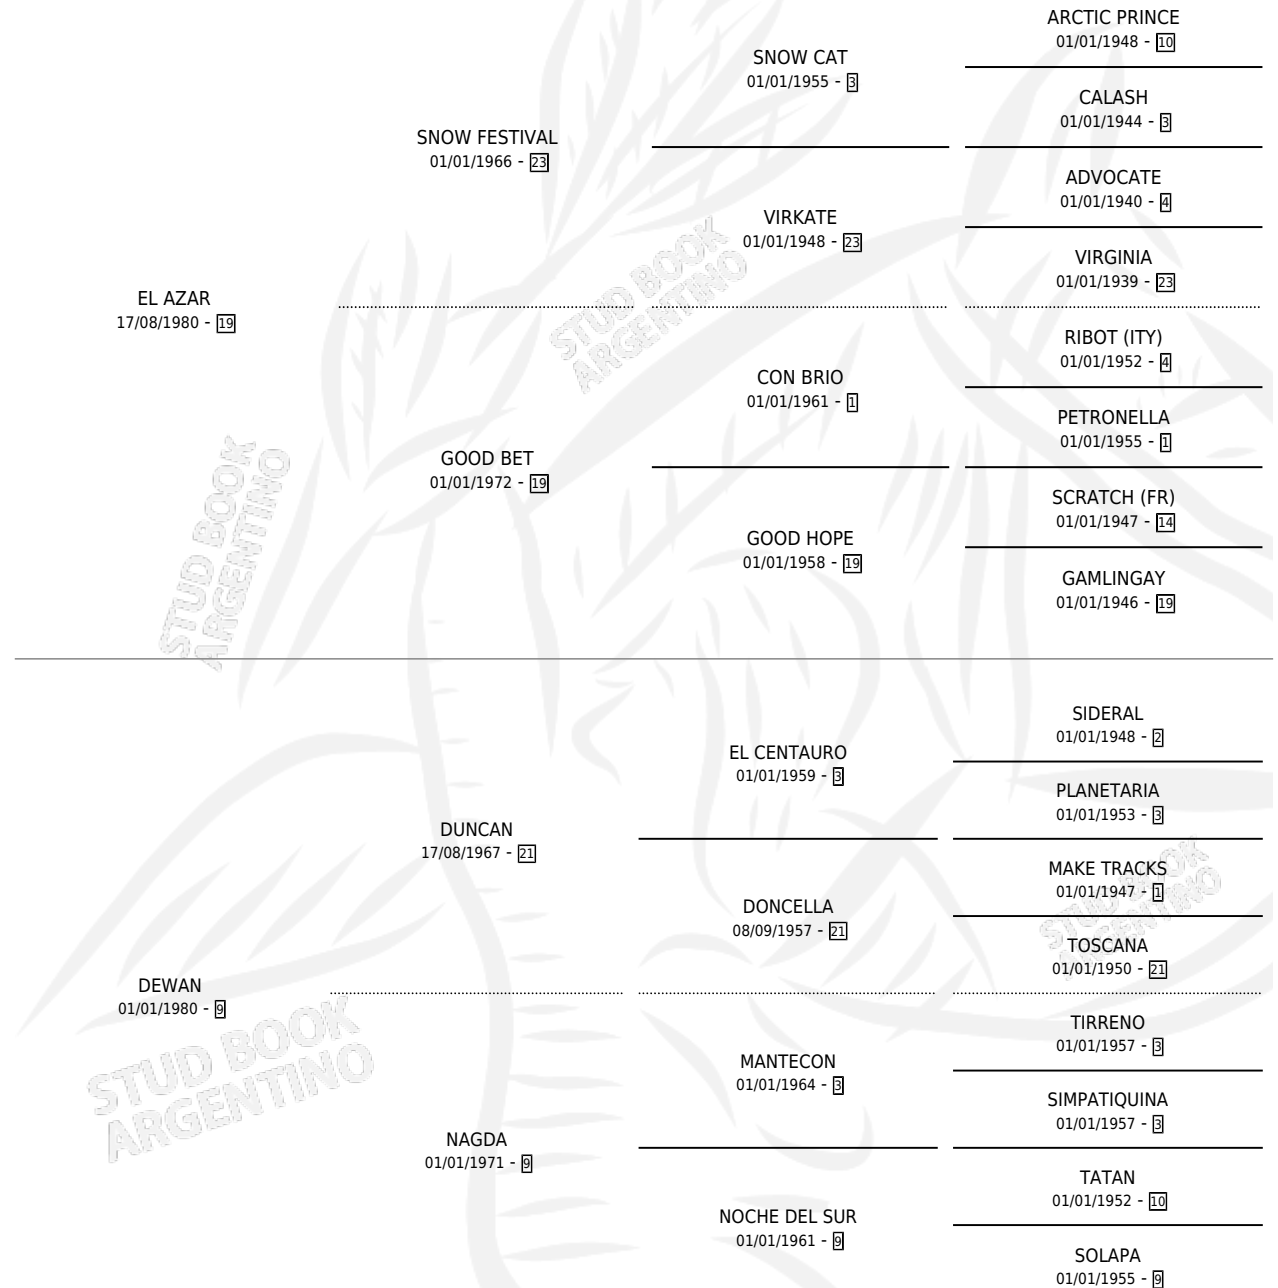 ARCTIC PRINCE
01/01/1948 - 10
SNOW CAT
01/01/1955 - 3
CALASH
01/01/1944 - 3
SNOW FESTIVAL
01/01/1966 - 23
ADVOCATE
01/01/1940 - 4
VIRKATE
01/01/1948 - 23
VIRGINIA
01/01/1939 - 23
EL AZAR
17/08/1980 - 19
RIBOT (ITY)
01/01/1952 - 4
CON BRIO
01/01/1961 - 1
PETRONELLA
01/01/1955 - 1
GOOD BET
01/01/1972 - 19
SCRATCH (FR)
01/01/1947 - 14
GOOD HOPE
01/01/1958 - 19
GAMLINGAY
01/01/1946 - 19
SIDERAL
01/01/1948 - 2
EL CENTAURO
01/01/1959 - 3
PLANETARIA
01/01/1953 - 3
DUNCAN
17/08/1967 - 21
MAKE TRACKS
01/01/1947 - 1
DONCELLA
08/09/1957 - 21
TOSCANA
01/01/1950 - 21
DEWAN
01/01/1980 - 9
TIRRENO
01/01/1957 - 3
MANTECON
01/01/1964 - 3
SIMPATIQUINA
01/01/1957 - 3
NAGDA
01/01/1971 - 9
TATAN
01/01/1952 - 10
NOCHE DEL SUR
01/01/1961 - 9
SOLAPA
01/01/1955 - 9
STUD BOOK
ARGENTINO
STUD BOOK
ARGENTINO
STUD BOOK
ARGENTINO
STUD BOOK
ARGENTINO